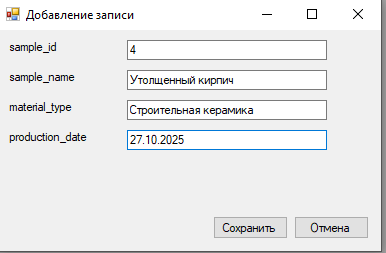 Добавление записи
sample_id 4
sample_name Утолщенный кирпич
material_type Строительная керамика
production_date 27.10.2025
Сохранить Отмена